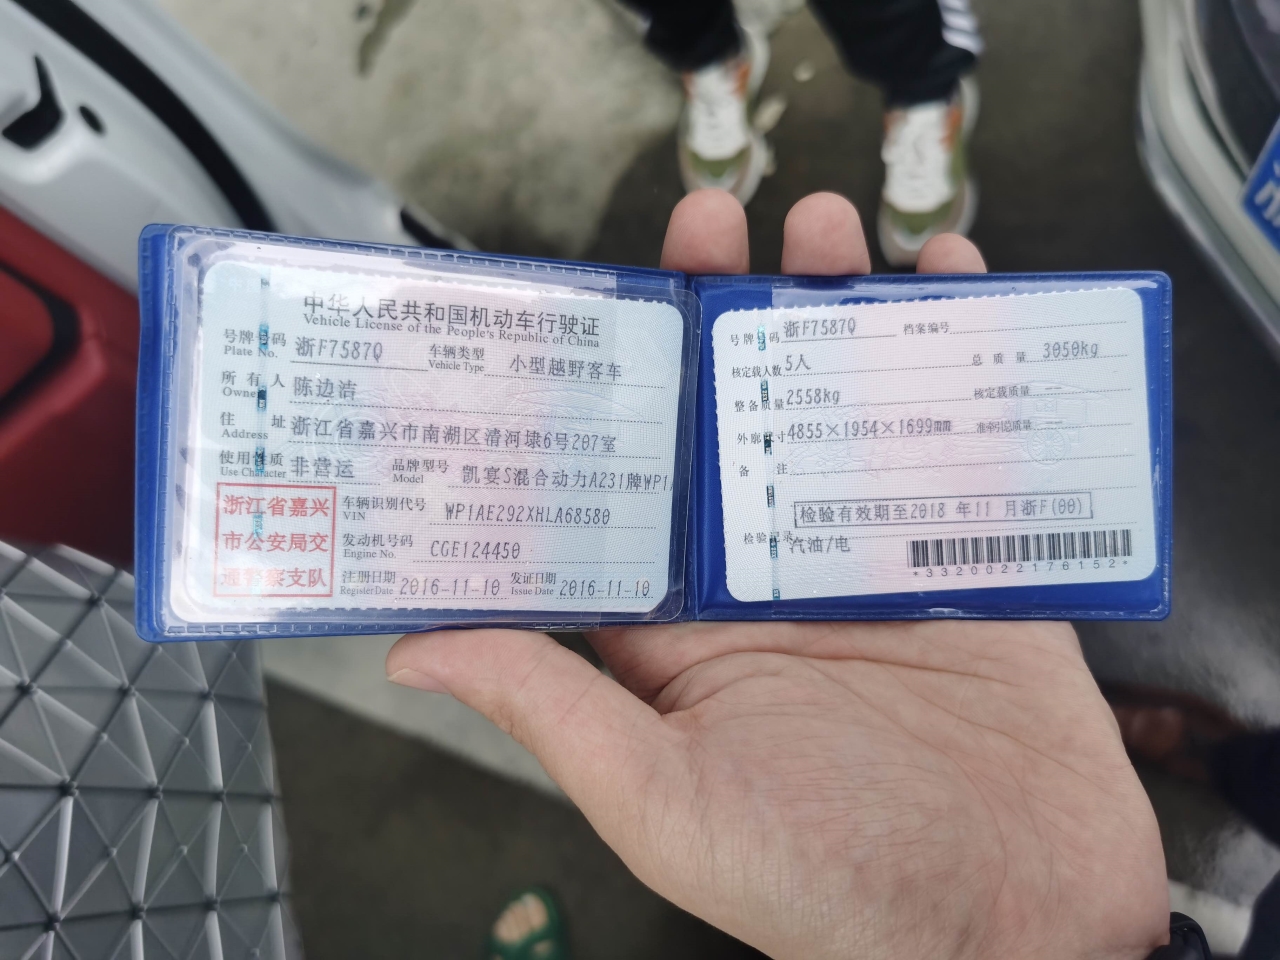 中华人民共和国机动车行驶证
Vehicle License of the People's Republic of China
号牌号码 浙F7587Q 车辆类型 小型越野客车
Plate No. Vehicle Type
所有人 陈边洁
Owner
住址 浙江省嘉兴市南湖区清河埭6号207室
Address
使用性质 非营运 品牌型号 凯宴S混合动力A231牌WP1
Use Character Model
浙江省嘉兴
市公安局交
通警察支队
车辆识别代号 WP1AE292XHLA68580
VIN
发动机号码 CGE124450
Engine No.
注册日期 2016-11-10 发证日期 2016-11-10
Register Date Issue Date
号牌号码 浙F7587Q 档案编号
核定载人数 5人 总质量 3050kg
整备质量 2558kg 核定载质量 --
外廓尺寸 4855×1954×1699mm 准牵引总质量 --
备注
检验有效期至2018年11月浙F(00)
检验记录 汽油/电
*3320022176152*